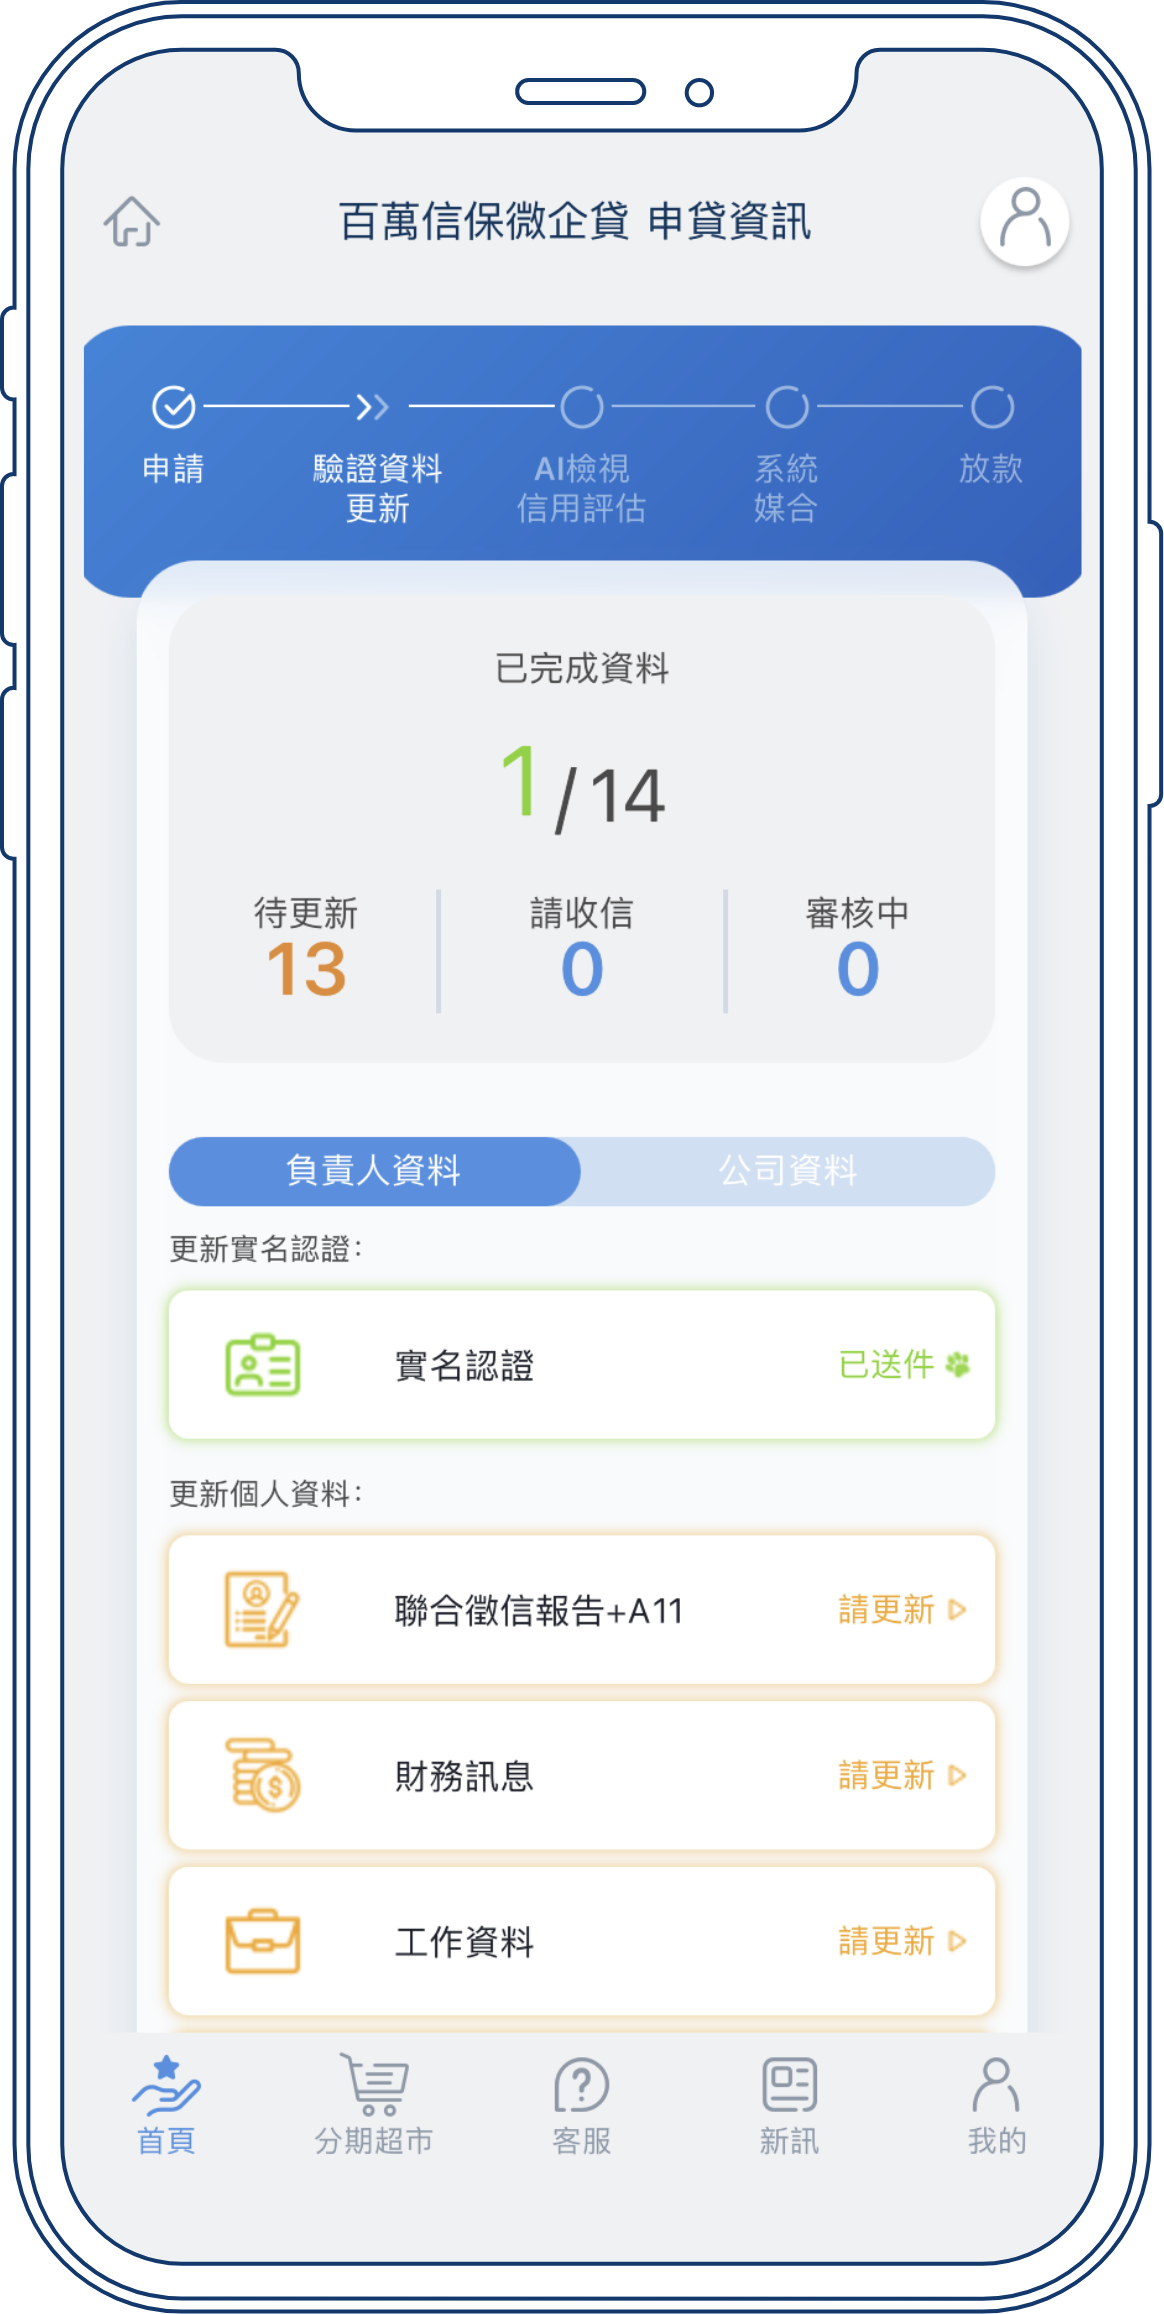 百萬信保微企貸 申貸資訊
申請
驗證資料
更新
AI檢視
信用評估
系統
媒合
放款
已完成資料
1/14
待更新
13
請收信
0
審核中
0
負責人資料
公司資料
更新實名認證:
實名認證
已送件
更新個人資料:
聯合徵信報告+A11
請更新
財務訊息
請更新
工作資料
請更新
首頁
分期超市
客服
新訊
我的